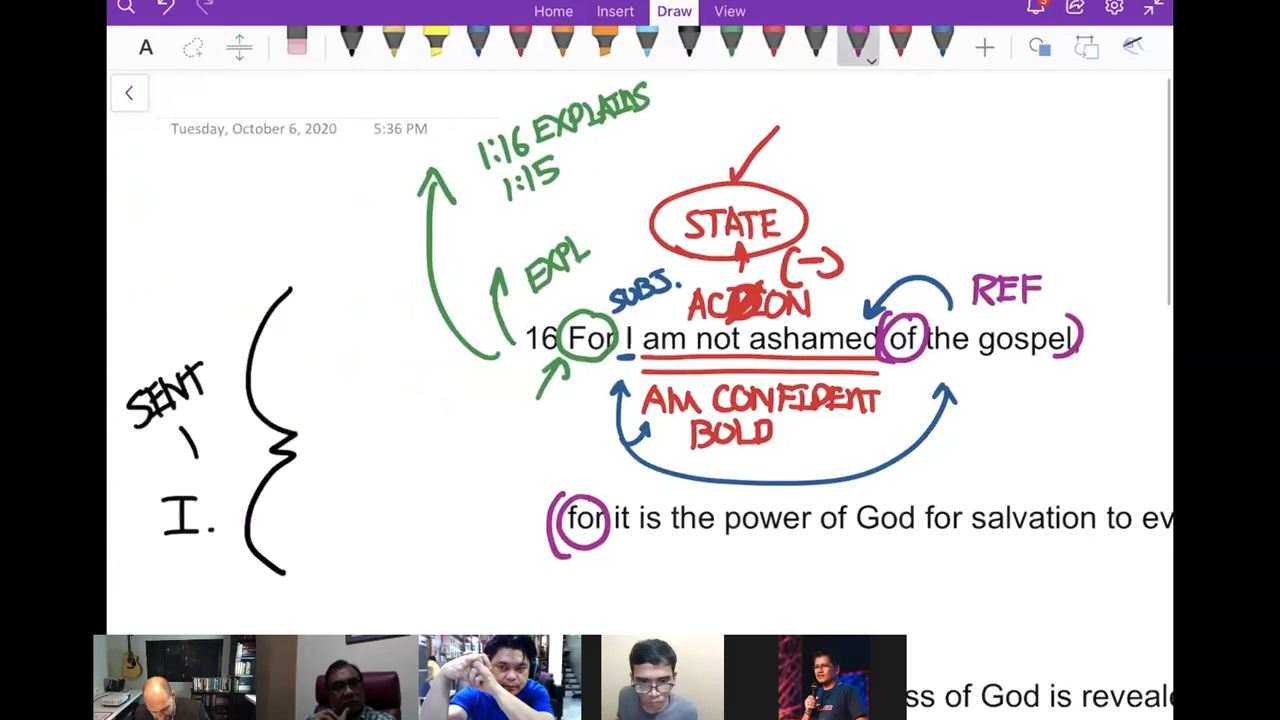 Home Insert Draw View
A
Tuesday, October 6, 2020 5:36 PM
1:16 EXPLAINS
1:15
STATE
EXPL
(-)
SUBJ.
ACTION
REF
16 For I am not ashamed (of the gospel,)
AM CONFIDENT
BOLD
SENT
I.
(for it is the power of God for salvation to ev
ss of God is reveale